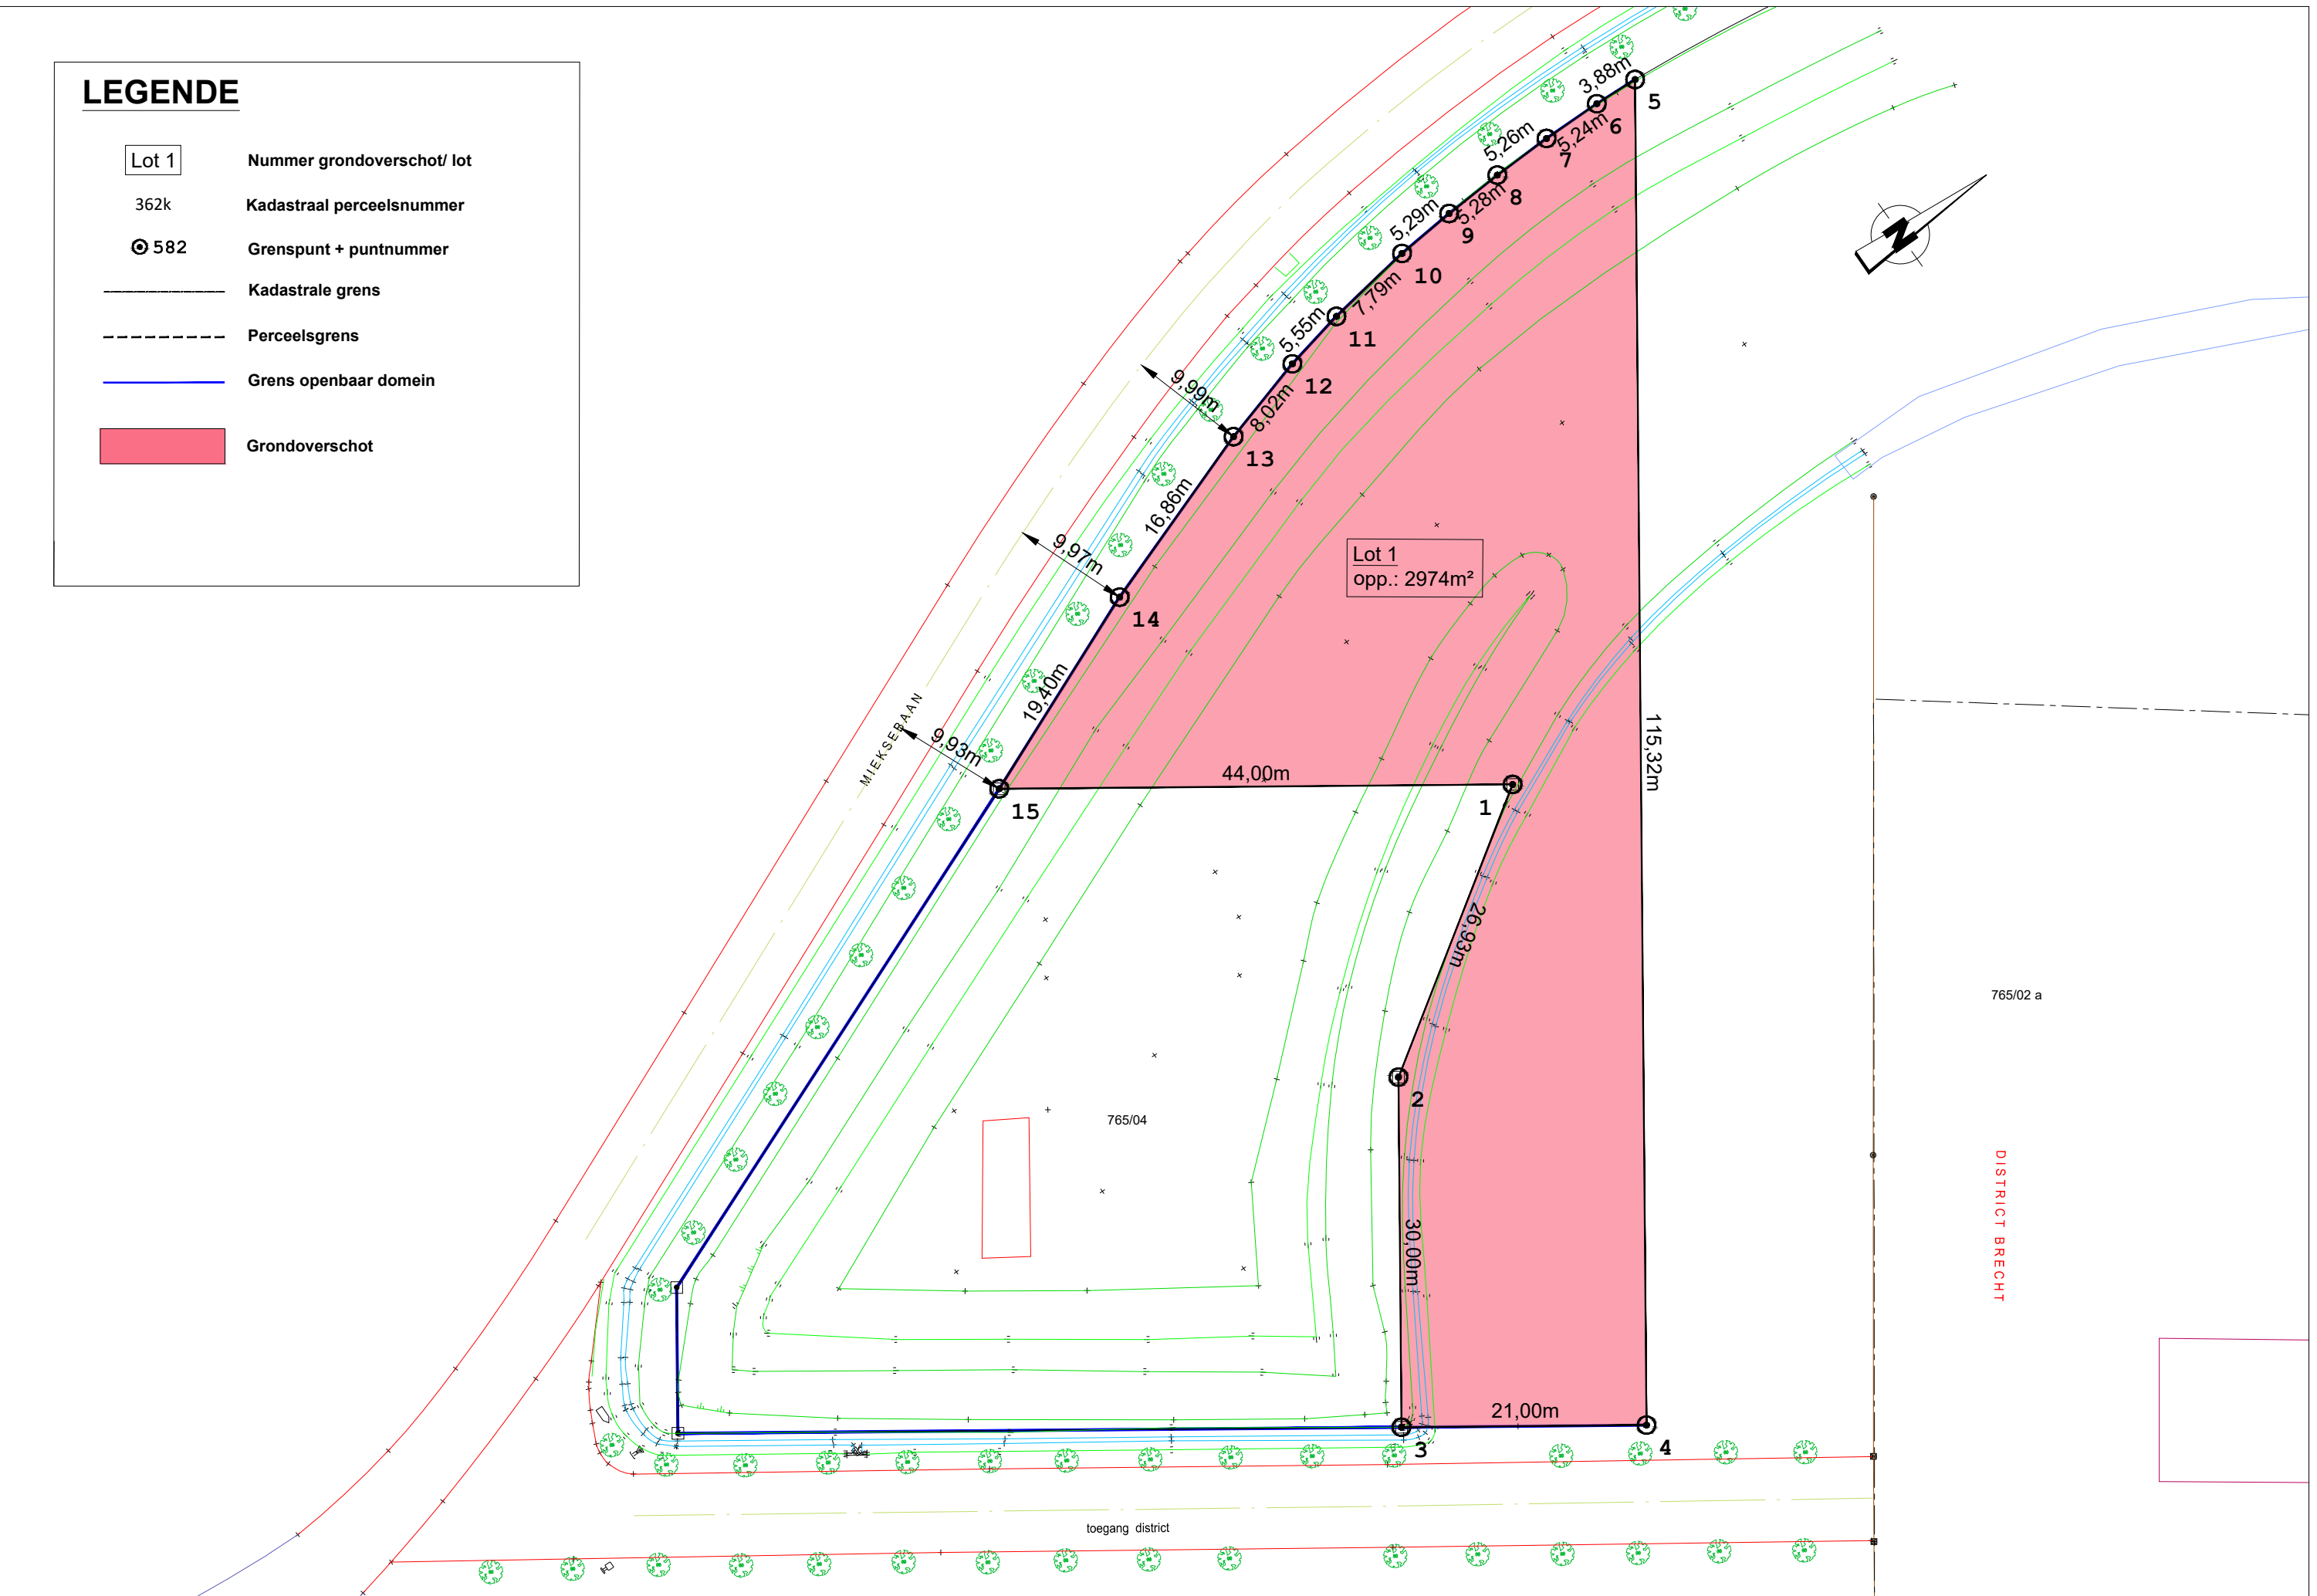 LEGENDE
Lot 1 Nummer grondoverschot/ lot
362k Kadastraal perceelsnummer
582 Grenspunt + puntnummer
Kadastrale grens
Perceelsgrens
Grens openbaar domein
Grondoverschot
3,88m
5
6
5,24m
5,26m
7
8
5,28m
5,29m
9
10
7,79m
5,55m
11
12
9,99m
8,02m
13
16,86m
9,97m
14
19,40m
9,93m
15
MIEKSEBAAN
N
Lot 1
opp.: 2974m²
44,00m
1
115,32m
26,93m
2
765/02 a
765/04
DISTRICT BRECHT
30,00m
21,00m
3
4
toegang district